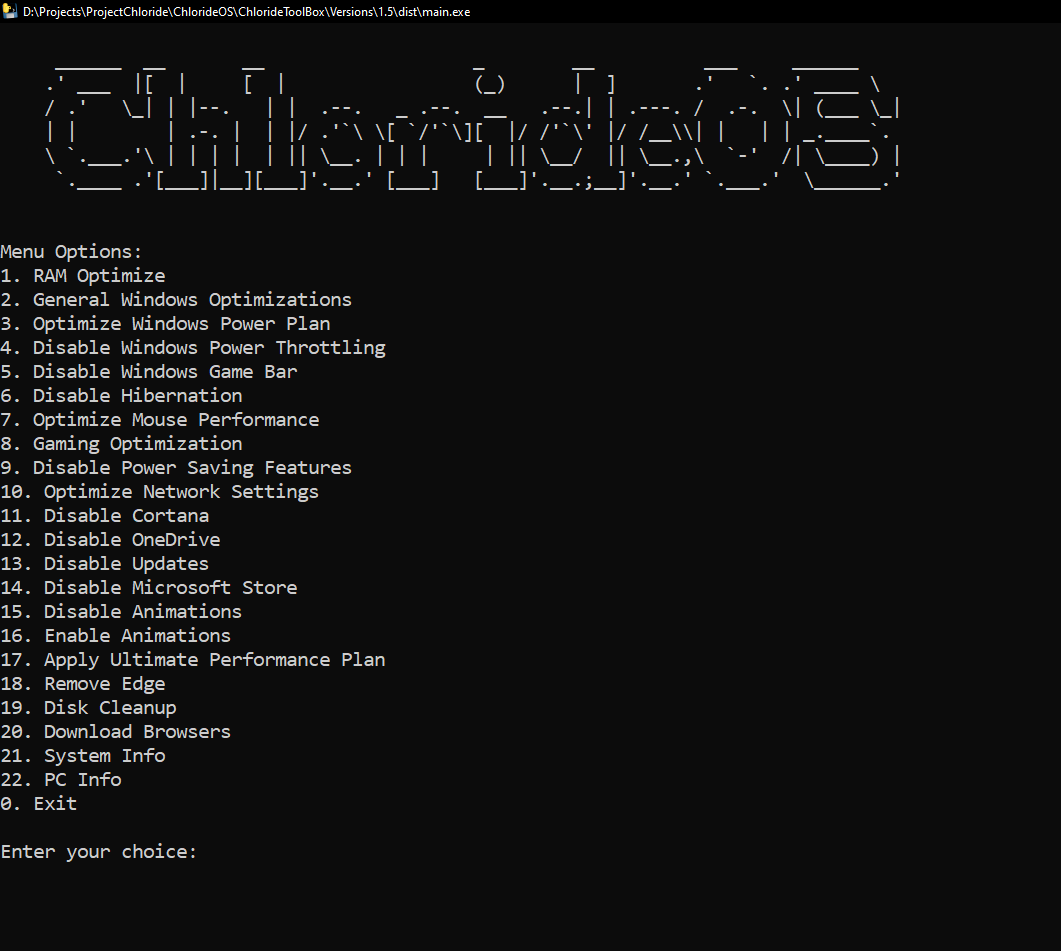 D:\Projects\ProjectChloride\ChlorideOS\ChlorideToolBox\Versions\1.5\dist\main.exe
ChlorideOS
Menu Options:
1. RAM Optimize
2. General Windows Optimizations
3. Optimize Windows Power Plan
4. Disable Windows Power Throttling
5. Disable Windows Game Bar
6. Disable Hibernation
7. Optimize Mouse Performance
8. Gaming Optimization
9. Disable Power Saving Features
10. Optimize Network Settings
11. Disable Cortana
12. Disable OneDrive
13. Disable Updates
14. Disable Microsoft Store
15. Disable Animations
16. Enable Animations
17. Apply Ultimate Performance Plan
18. Remove Edge
19. Disk Cleanup
20. Download Browsers
21. System Info
22. PC Info
0. Exit
Enter your choice: